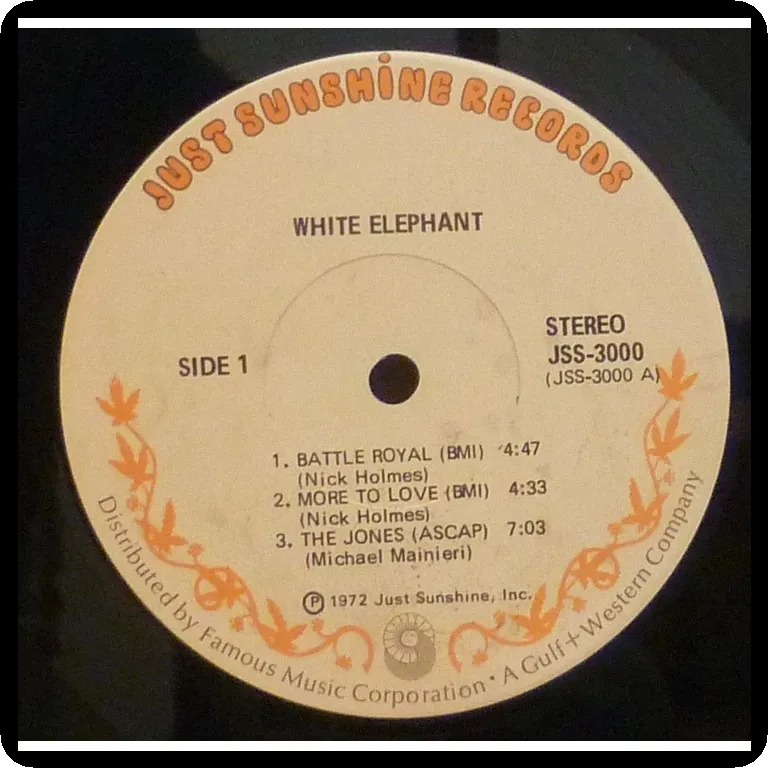 JUST SUNSHINE RECORDS
WHITE ELEPHANT
SIDE 1
STEREO
JSS-3000
(JSS-3000 A)
1. BATTLE ROYAL (BMI) 4:47
(Nick Holmes)
2. MORE TO LOVE (BMI) 4:33
(Nick Holmes)
3. THE JONES (ASCAP) 7:03
(Michael Mainieri)
Ⓟ 1972 Just Sunshine, Inc.
Distributed by Famous Music Corporation • A Gulf+Western Company